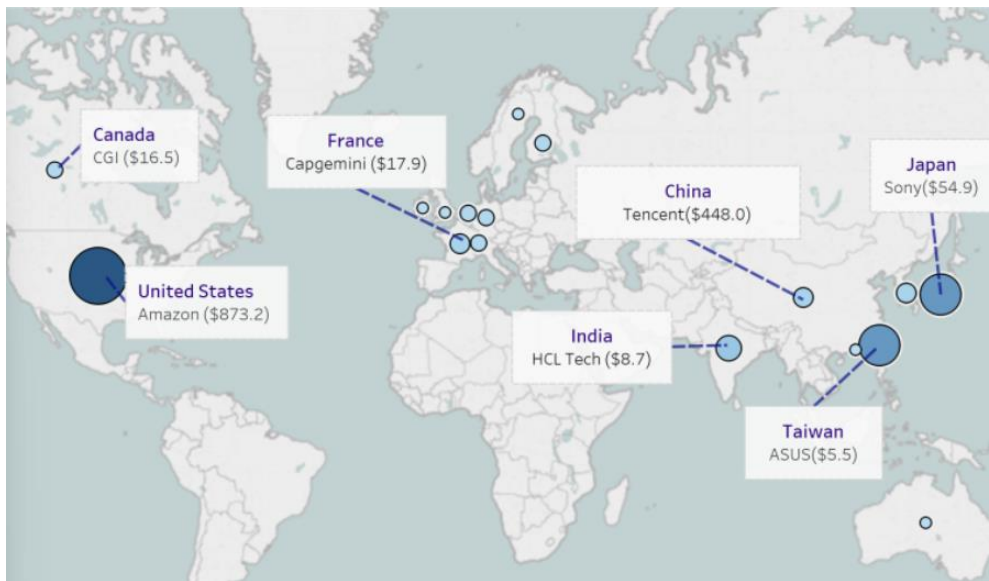 Canada
CGI ($16.5)
France
Capgemini ($17.9)
China
Tencent($448.0)
Japan
Sony($54.9)
United States
Amazon ($873.2)
India
HCL Tech ($8.7)
Taiwan
ASUS($5.5)